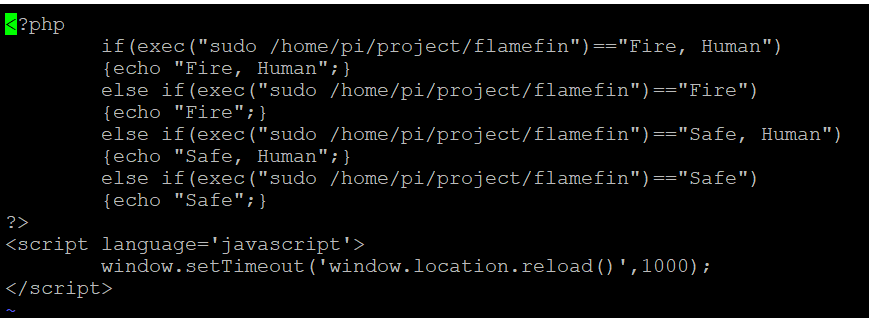 <?php
        if(exec("sudo /home/pi/project/flamefin")=="Fire, Human")
        {echo "Fire, Human";}
        else if(exec("sudo /home/pi/project/flamefin")=="Fire")
        {echo "Fire";}
        else if(exec("sudo /home/pi/project/flamefin")=="Safe, Human")
        {echo "Safe, Human";}
        else if(exec("sudo /home/pi/project/flamefin")=="Safe")
        {echo "Safe";}
?>
<script language='javascript'>
        window.setTimeout('window.location.reload()',1000);
</script>
~